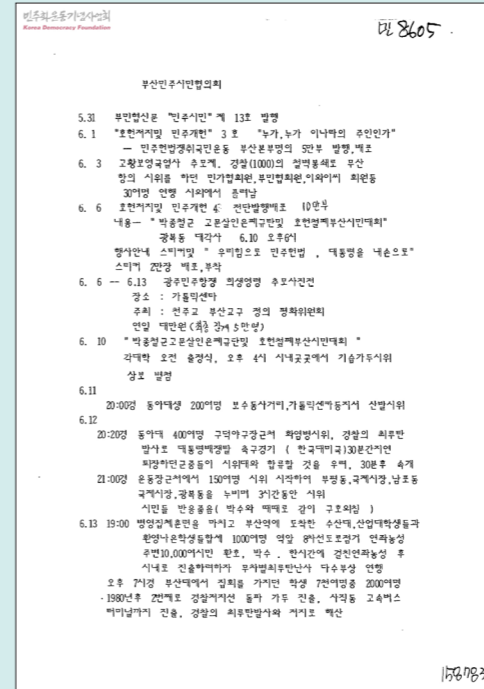 민주화운동기념사업회
Korea Democracy Foundation
민 8605.
부산민주시민협의회
5.31 부민협신문 "민주시민" 제 13호 발행
6. 1 "호헌저지및 민주개헌" 3 호 "누가,누가 이나라의 주인인가"
— 민주헌법쟁취국민운동 부산본부명의 5만부 발행,배포
6. 3 고황보영국열사 추모제, 경찰(1000)의 철벽봉쇄로 무산
항의 시위를 하던 민가협회원,부민협회원,이와이씨 회원등
30여명 연행 시외에서 풀려남
6. 6 호헌저지및 민주개헌 4 전단발행배포 10만부
내용— "박종철군 고문살인은폐규탄및 호헌철폐부산시민대회"
광복동 대각사 6.10 오후6시
행사안내 스티커및 " 우리힘으로 민주헌법 , 대통령을 내손으로"
스티커 2만장 배포,부착
6. 6 -- 6.13 광주민주항쟁 희생영령 추모사진전
장소 : 가톨릭센타
주최 : 천주교 부산교구 정의 평화위원회
연일 대만원(최종 집계 5만명)
6. 10 "박종철군고문살인은폐규탄및 호헌철폐부산시민대회 "
각대학 오전 출정식, 오후 4시 시내곳곳에서 기습가두시위
상보 별첨
6.11
20:00경 동아대생 200여명 보수동사거리,가톨릭센타등지서 산발시위
6.12
20:20경 동아대 400여명 구덕야구장근처 화염병시위, 경찰의 최루탄
발사로 대통령배쟁탈 축구경기 ( 한국대미국)30분간지연
퇴장하던군중들이 시위대와 합류할 것을 우려, 30분후 속개
21:00경 운동장근처에서 150여명 시위 시작하여 부평동,국제시장,남포동
국제시장,광복동을 누비며 3시간동안 시위
시민들 반응좋음( 박수와 때때로 같이 구호외침 )
6.13 19:00 병영집체훈련을 마치고 부산역에 도착한 수산대,산업대학생들과
환영나온학생들합세 1000여명 역앞 8차선도로점거 연좌농성
주변10,000여시민 환호, 박수 . 한시간에 걸친연좌농성 후
시내로 진출하려하자 무차별최루탄난사 다수부상 연행
오후 7시경 부산대에서 집회를 가지던 학생 7천여명중 2000여명
·1980년후 2번째로 경찰저지선 돌파 가두 진출, 사직동 고속버스
터미널까지 진출, 경찰의 최루탄발사와 저지로 해산
158783